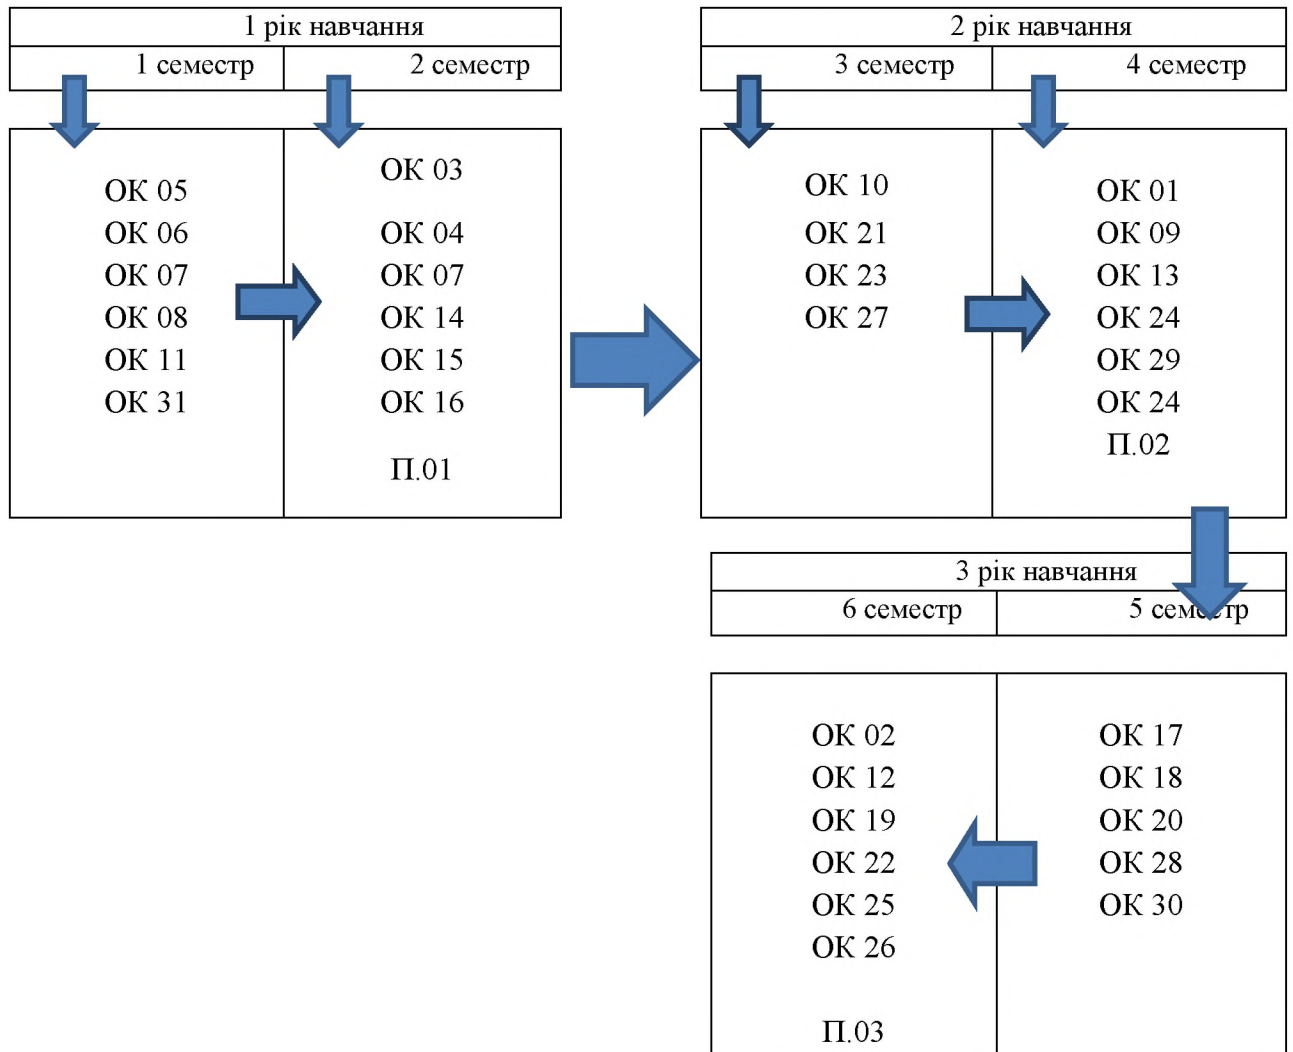 1 рік навчання
1 семестр
2 семестр
ОК 05
ОК 06
ОК 07
ОК 08
ОК 11
ОК 31
ОК 03
ОК 04
ОК 07
ОК 14
ОК 15
ОК 16
П.01
2 рік навчання
3 семестр
4 семестр
ОК 10
ОК 21
ОК 23
ОК 27
ОК 01
ОК 09
ОК 13
ОК 24
ОК 29
ОК 24
П.02
3 рік навчання
6 семестр
5 семестр
ОК 02
ОК 12
ОК 19
ОК 22
ОК 25
ОК 26
П.03
ОК 17
ОК 18
ОК 20
ОК 28
ОК 30